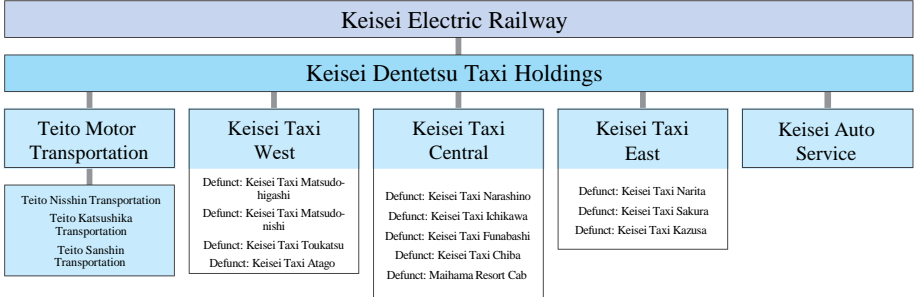 Keisei Electric Railway
Keisei Dentetsu Taxi Holdings
Teito Motor
Transportation
Teito Nisshin Transportation
Teito Katsushika
Transportation
Teito Sanshin
Transportation
Keisei Taxi
West
Defunct: Keisei Taxi Matsudo-
higashi
Defunct: Keisei Taxi Matsudo-
nishi
Defunct: Keisei Taxi Toukatsu
Defunct: Keisei Taxi Atago
Keisei Taxi
Central
Defunct: Keisei Taxi Narashino
Defunct: Keisei Taxi Ichikawa
Defunct: Keisei Taxi Funabashi
Defunct: Keisei Taxi Chiba
Defunct: Maihama Resort Cab
Keisei Taxi
East
Defunct: Keisei Taxi Narita
Defunct: Keisei Taxi Sakura
Defunct: Keisei Taxi Kazusa
Keisei Auto
Service